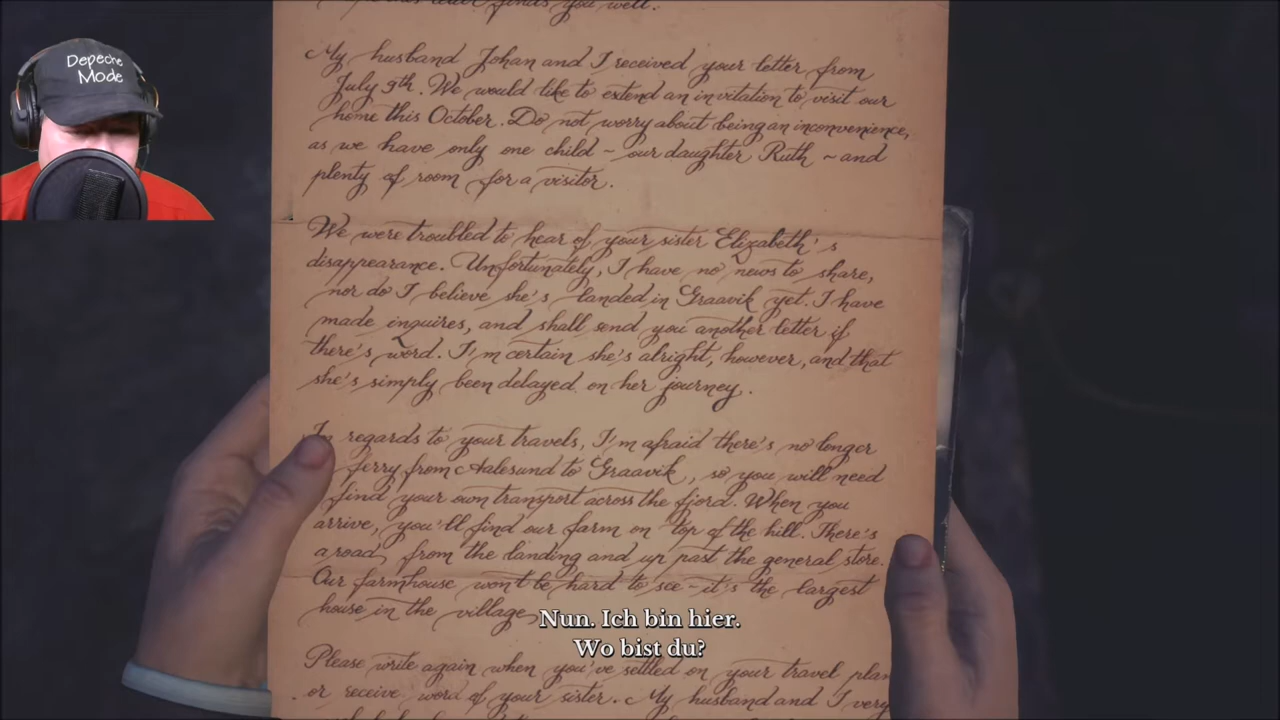 Depeche
Mode
letter finds you well.
My husband Johan and I received your letter from
July 9th. We would like to extend an invitation to visit our
home this October. Do not worry about being an inconvenience,
as we have only one child ~ our daughter Ruth ~ and
plenty of room for a visitor.
We were troubled to hear of your sister Elizabeth's
disappearance. Unfortunately, I have no news to share,
nor do I believe she's landed in Graavik yet. I have
made inquires, and shall send you another letter if
there's word. I'm certain she's alright, however, and that
she's simply been delayed on her journey.
In regards to your travels, I'm afraid there's no longer
ferry from Aalesund to Graavik, so you will need
find your own transport across the fjord. When you
arrive, you'll find our farm on top of the hill. There's
a road from the landing and up past the general store.
Our farmhouse won't be hard to see - it's the largest
house in the village
Nun. Ich bin hier.
Wo bist du?
Please write again when you've settled on your travel plan
or receive word of your sister. My husband and I very